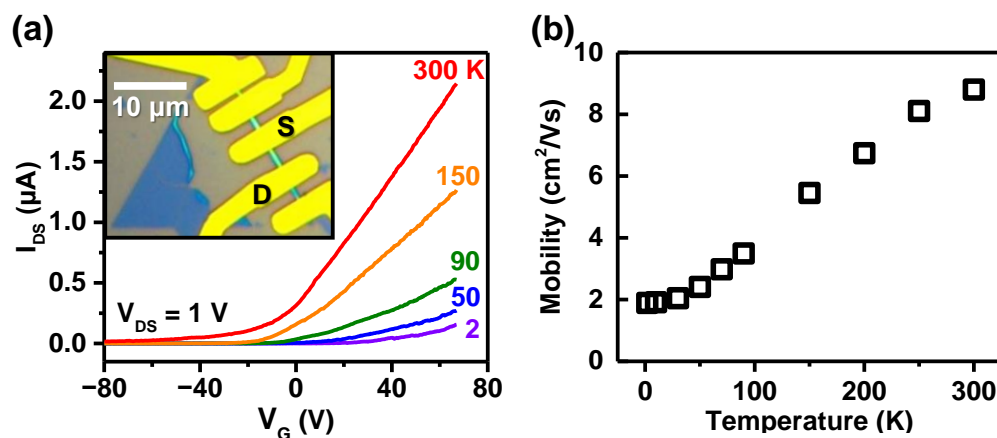 (a)
I_DS (µA)
2.0
1.5
1.0
0.5
0.0
10 µm
S
D
300 K
150
90
50
2
V_DS = 1 V
−80
−40
0
40
80
V_G (V)
(b)
Mobility (cm²/Vs)
10
8
6
4
2
0
0
100
200
300
Temperature (K)